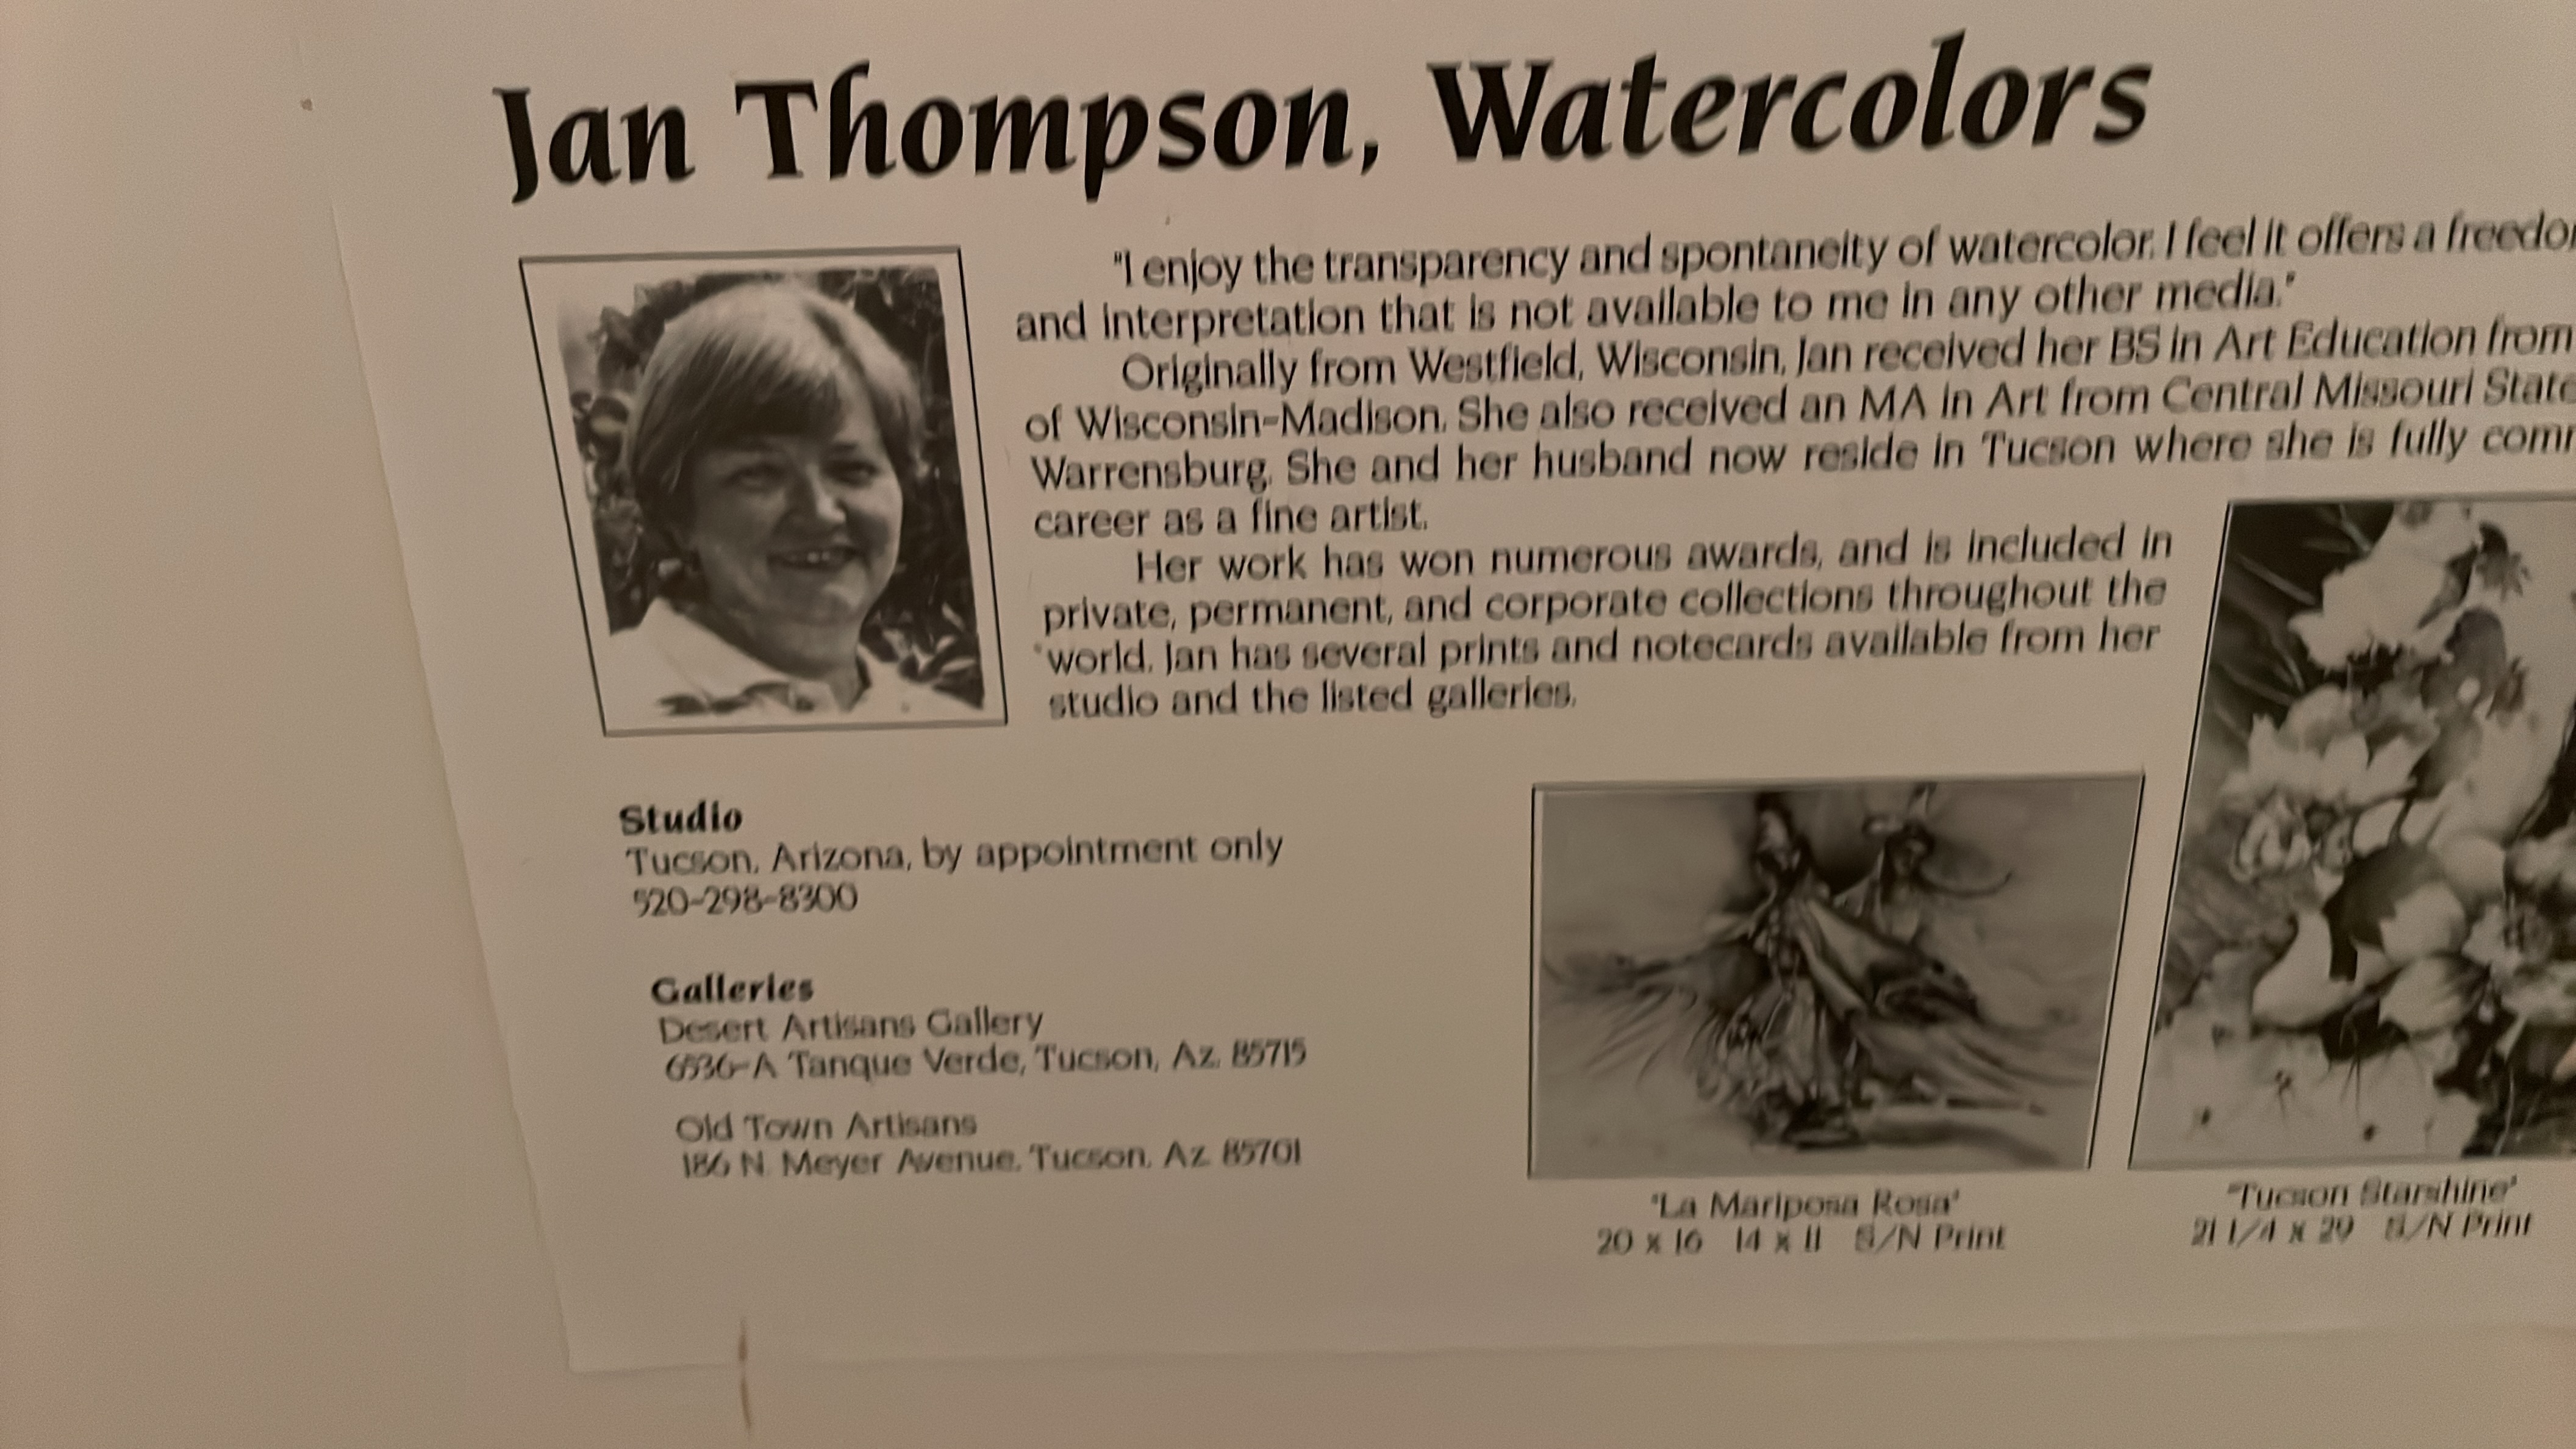 Jan Thompson, Watercolors
"I enjoy the transparency and spontaneity of watercolor. I feel it offers a freedo
and interpretation that is not available to me in any other media."
Originally from Westfield, Wisconsin, Jan received her BS in Art Education from
of Wisconsin-Madison. She also received an MA in Art from Central Missouri State
Warrensburg. She and her husband now reside in Tucson where she is fully comm
career as a fine artist.
Her work has won numerous awards, and is included in
private, permanent, and corporate collections throughout the
world. Jan has several prints and notecards available from her
studio and the listed galleries.
Studio
Tucson, Arizona, by appointment only
520-298-8300
Galleries
Desert Artisans Gallery
6536-A Tanque Verde, Tucson, Az. 85715
Old Town Artisans
186 N. Meyer Avenue, Tucson, Az. 85701
"La Mariposa Rosa"
20 x 16 14 x 11 S/N Print
"Tucson Starshine"
21 1/4 x 29 S/N Print